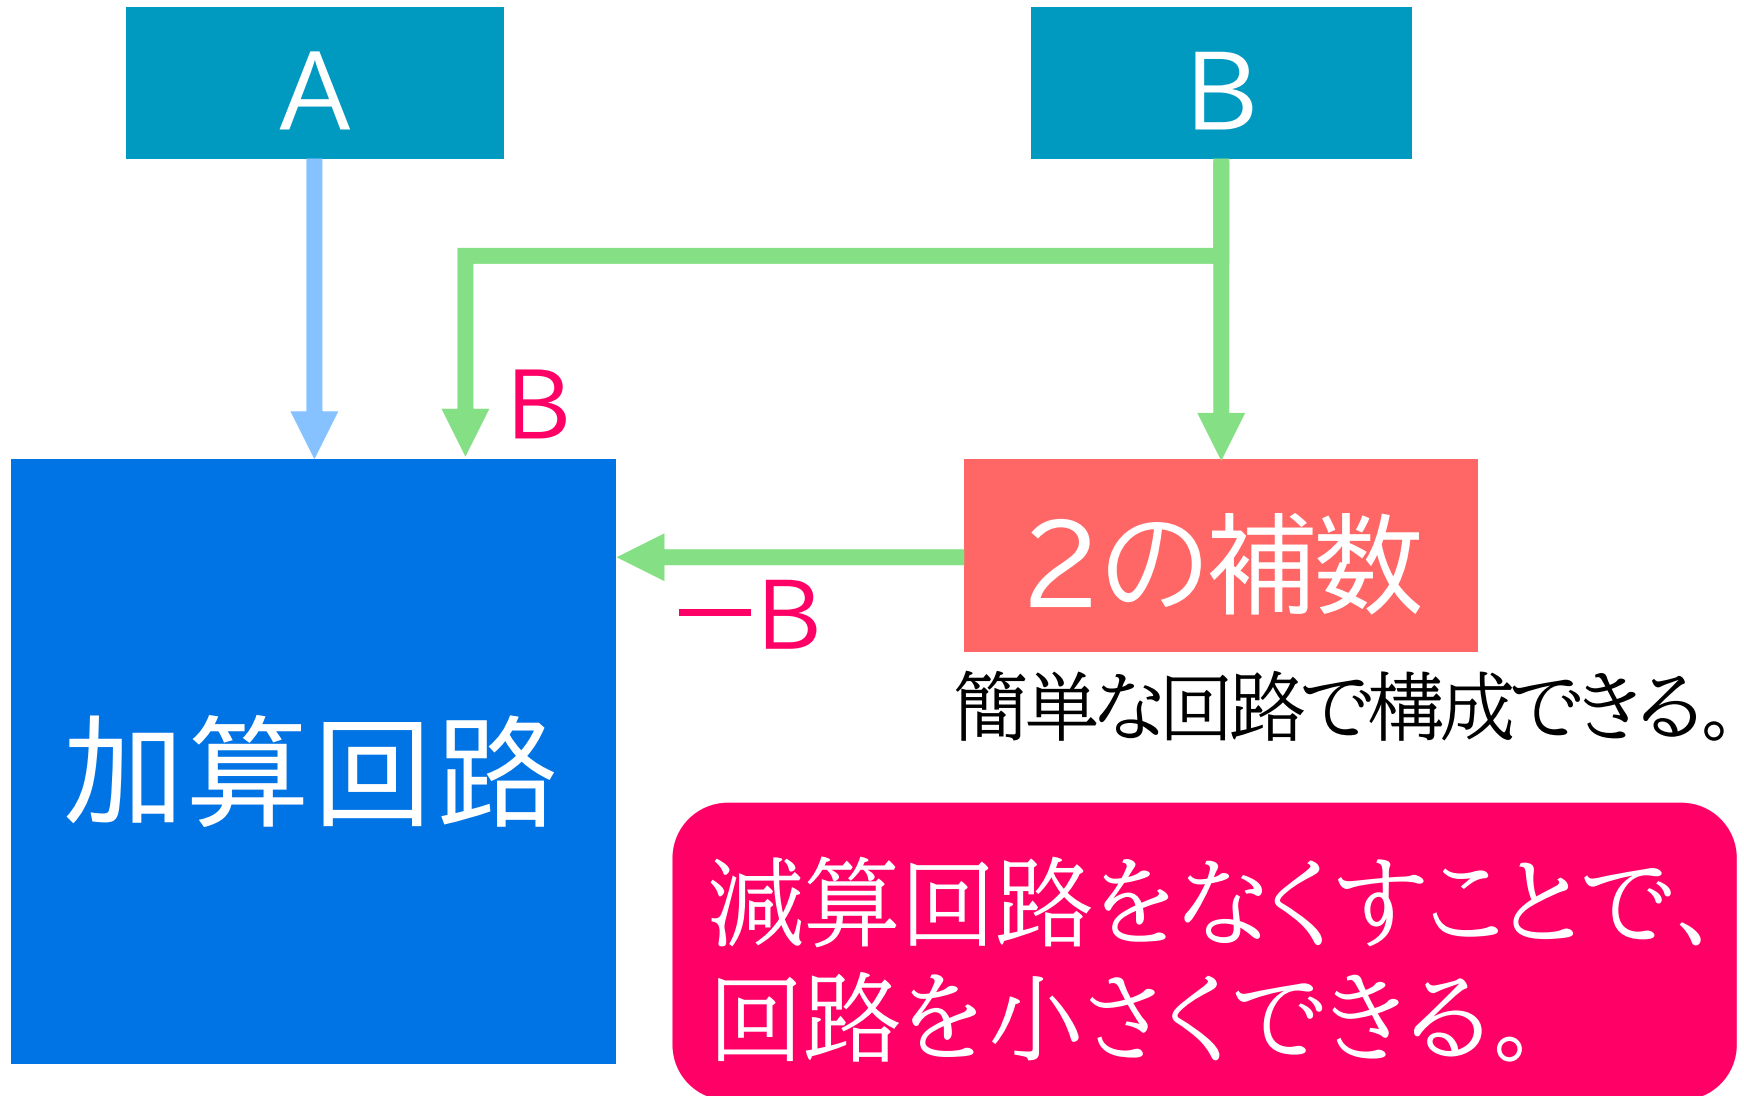 A
B
B
2の補数
－B
簡単な回路で構成できる。
加算回路
減算回路をなくすことで、
回路を小さくできる。